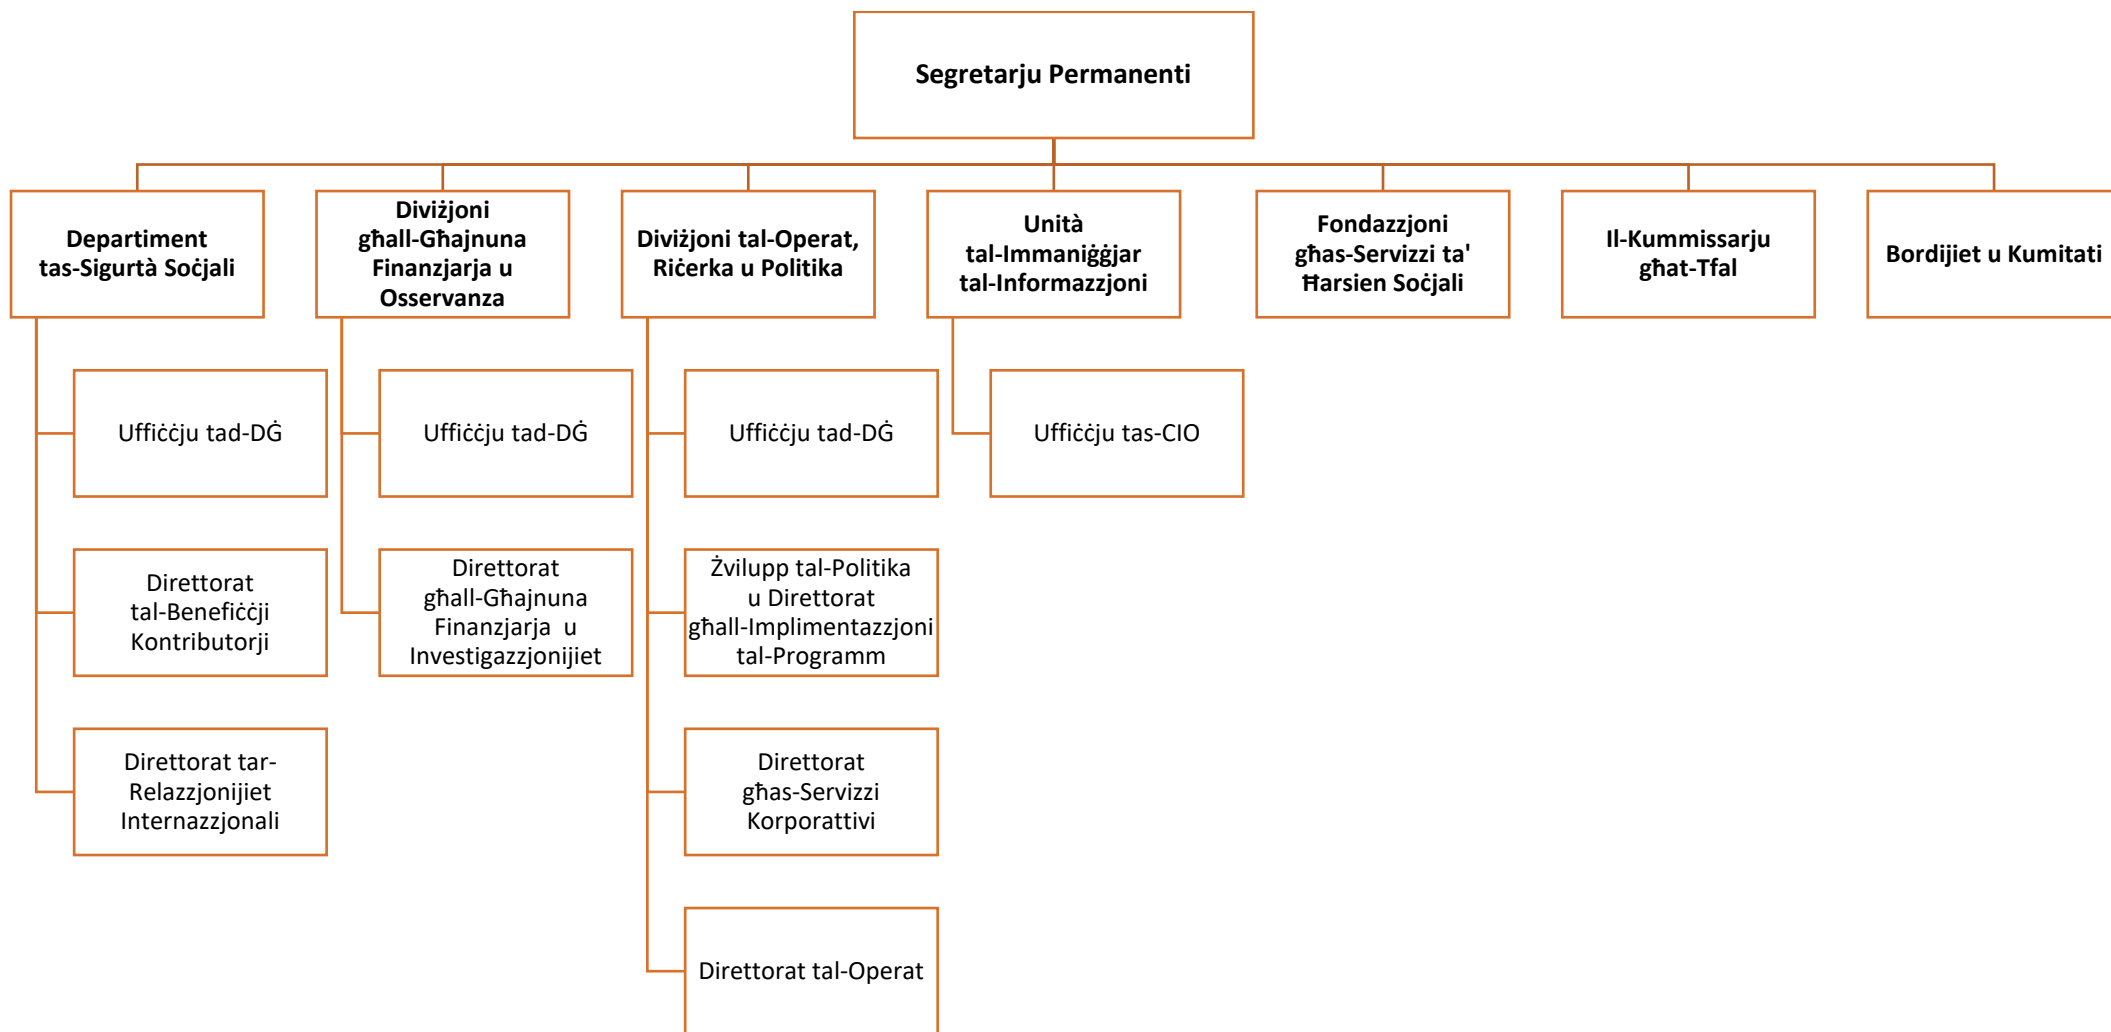 Segretarju Permanenti
Departiment
tas-Sigurtà Soċjali
Diviżjoni
għall-Għajnuna
Finanzjarja u
Osservanza
Diviżjoni tal-Operat,
Riċerka u Politika
Unità
tal-Immaniġġjar
tal-Informazzjoni
Fondazzjoni
għas-Servizzi ta'
Ħarsien Soċjali
Il-Kummissarju
għat-Tfal
Bordijiet u Kumitati
Uffiċċju tad-DĠ
Direttorat
tal-Benefiċċji
Kontributorji
Direttorat tar-
Relazzjonijiet
Internazzjonali
Uffiċċju tad-DĠ
Direttorat
għall-Għajnuna
Finanzjarja u
Investigazzjonijiet
Uffiċċju tad-DĠ
Żvilupp tal-Politika
u Direttorat
għall-Implimentazzjoni
tal-Programm
Direttorat
għas-Servizzi
Korporattivi
Direttorat tal-Operat
Uffiċċju tas-CIO